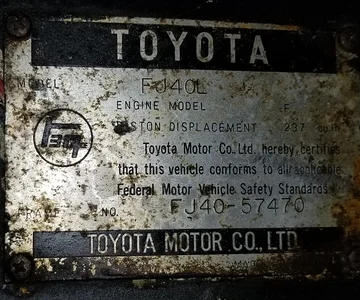 TOYOTA
MODEL FJ40L
ENGINE MODEL F
PISTON DISPLACEMENT 237 cu.in
Toyota Motor Co. Ltd. hereby certifies
that this vehicle conforms to all applicable
Federal Motor Vehicle Safety Standards
FRAME NO. FJ40-57470
TOYOTA MOTOR CO., LTD.